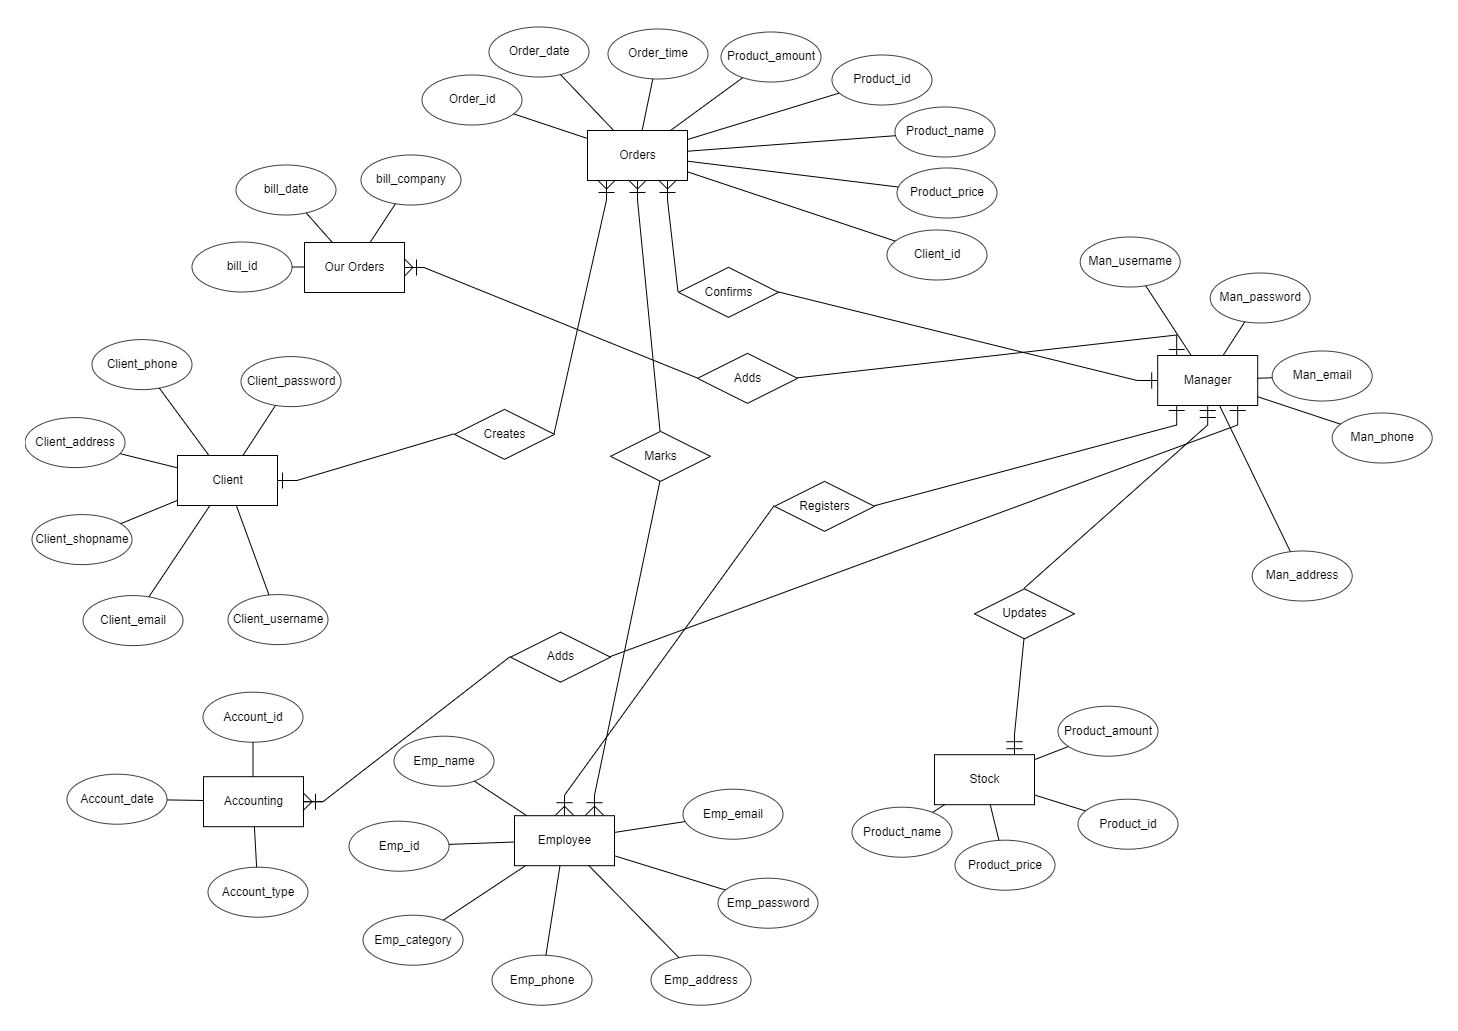 Order_date
Order_time
Product_amount
Product_id
Order_id
Product_name
Orders
Product_price
bill_date
bill_company
Client_id
bill_id
Our Orders
Man_username
Man_password
Confirms
Client_phone
Client_password
Adds
Manager
Man_email
Man_phone
Client_address
Creates
Marks
Client
Registers
Client_shopname
Man_address
Client_email
Client_username
Updates
Adds
Account_id
Product_amount
Emp_name
Stock
Account_date
Accounting
Emp_email
Product_name
Product_id
Emp_id
Employee
Product_price
Account_type
Emp_password
Emp_category
Emp_phone
Emp_address